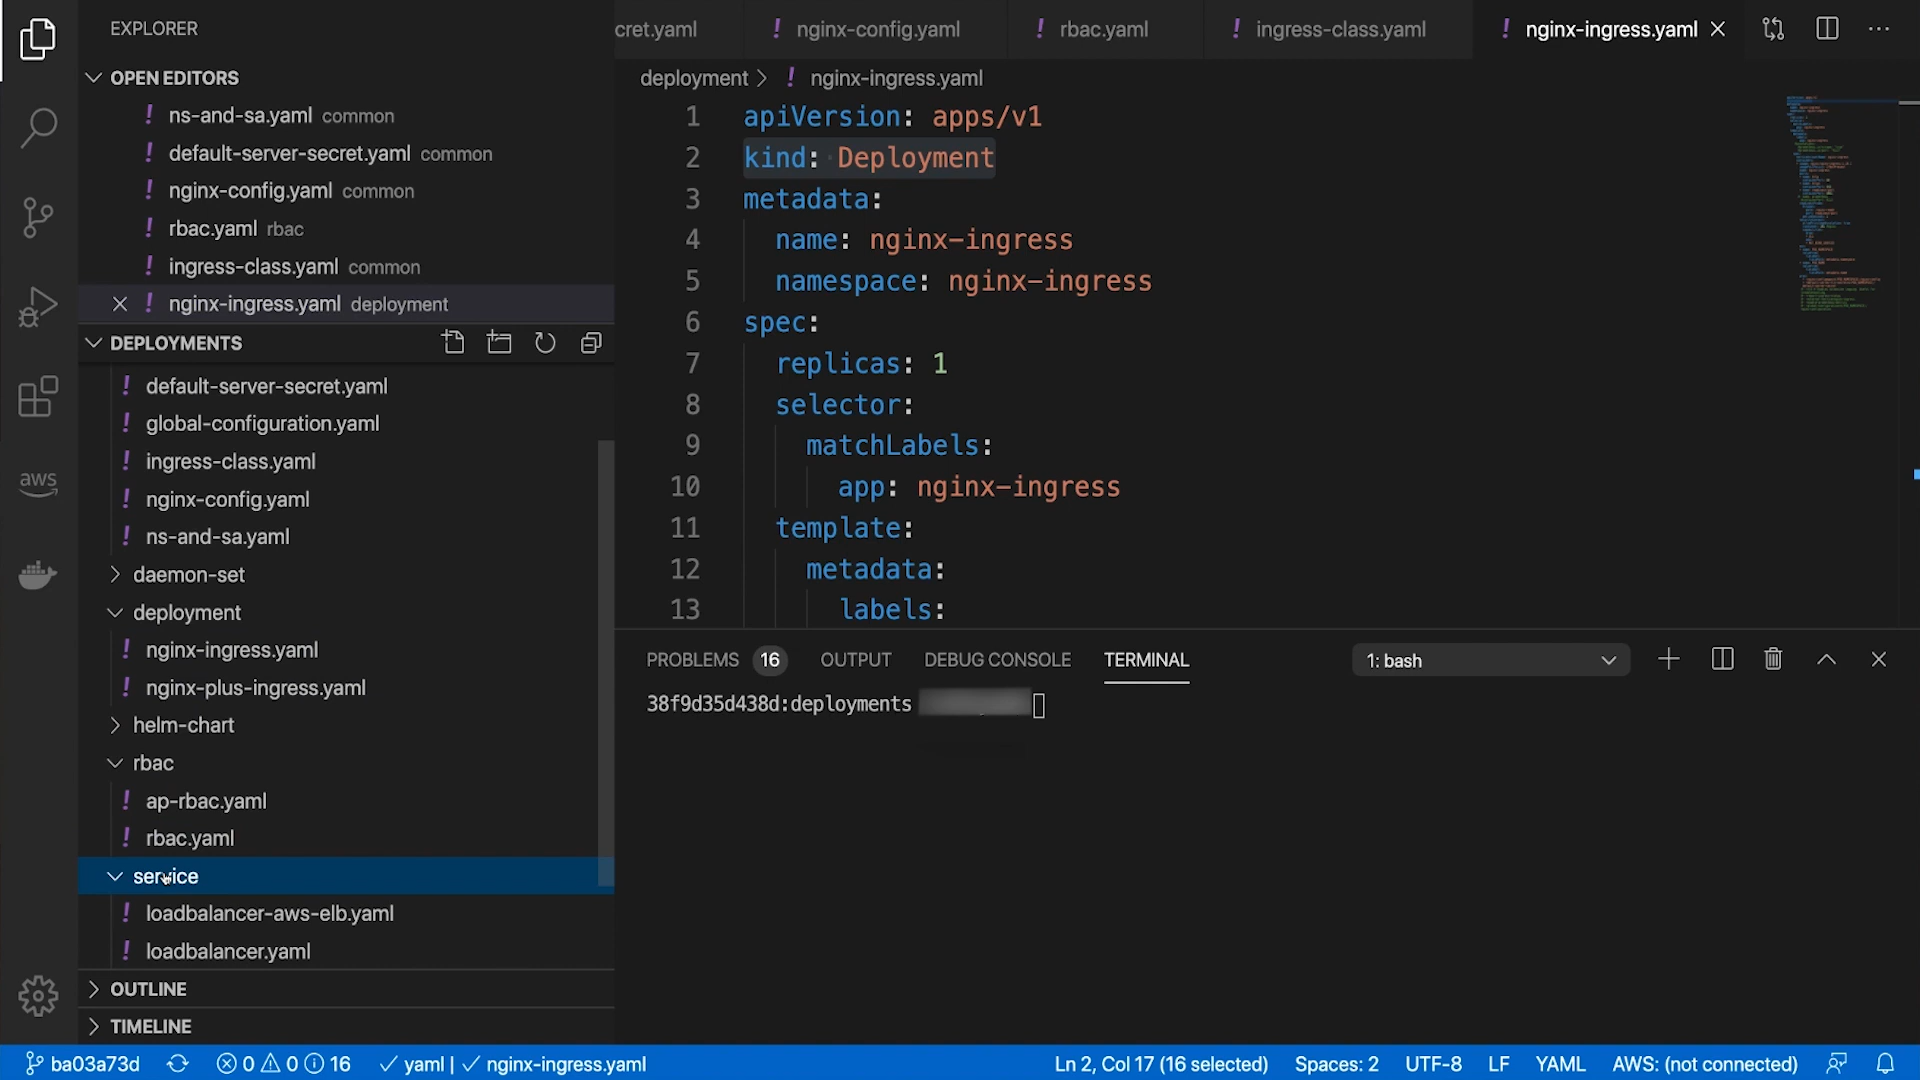 EXPLORER
OPEN EDITORS
! ns-and-sa.yaml common
! default-server-secret.yaml common
! nginx-config.yaml common
! rbac.yaml rbac
! ingress-class.yaml common
! nginx-ingress.yaml deployment
DEPLOYMENTS
! default-server-secret.yaml
! global-configuration.yaml
! ingress-class.yaml
! nginx-config.yaml
! ns-and-sa.yaml
daemon-set
deployment
! nginx-ingress.yaml
! nginx-plus-ingress.yaml
helm-chart
rbac
! ap-rbac.yaml
! rbac.yaml
service
! loadbalancer-aws-elb.yaml
! loadbalancer.yaml
OUTLINE
TIMELINE
aws
cret.yaml ! nginx-config.yaml ! rbac.yaml ! ingress-class.yaml ! nginx-ingress.yaml
deployment > ! nginx-ingress.yaml
1 apiVersion: apps/v1
2 kind: Deployment
3 metadata:
4 name: nginx-ingress
5 namespace: nginx-ingress
6 spec:
7 replicas: 1
8 selector:
9 matchLabels:
10 app: nginx-ingress
11 template:
12 metadata:
13 labels:
PROBLEMS 16 OUTPUT DEBUG CONSOLE TERMINAL 1: bash
38f9d35d438d:deployments
ba03a73d 0 0 16 yaml | nginx-ingress.yaml Ln 2, Col 17 (16 selected) Spaces: 2 UTF-8 LF YAML AWS: (not connected)